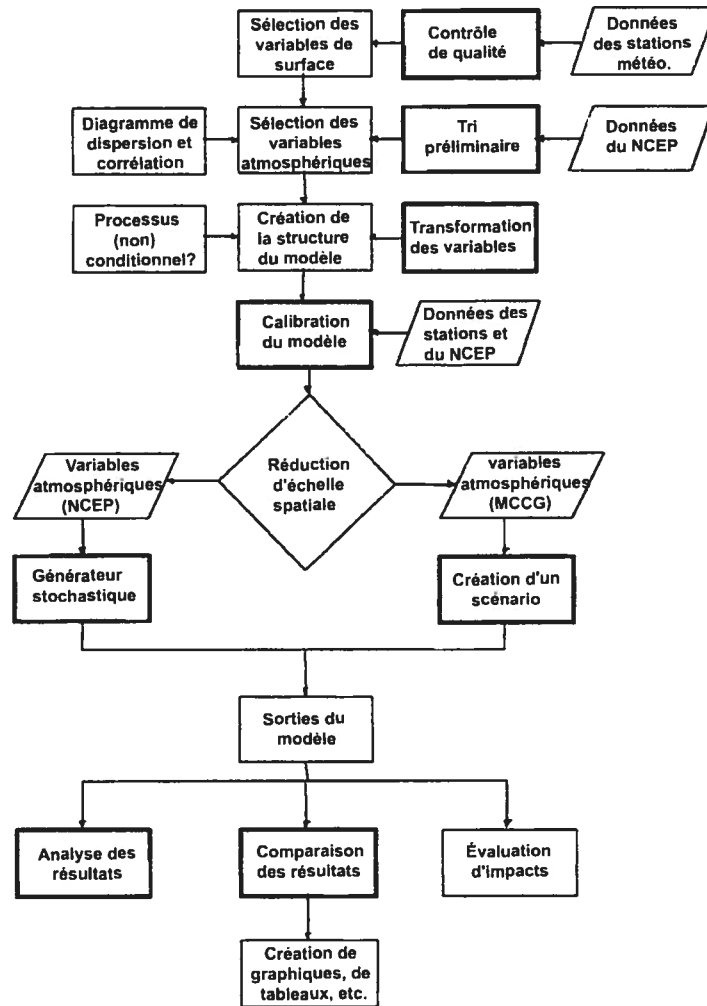 Sélection des
variables de
surface
Contrôle
de qualité
Données
des stations
météo.
Diagramme de
dispersion et
corrélation
Sélection des
variables
atmosphériques
Tri
préliminaire
Données
du NCEP
Processus
(non)
conditionnel?
Création de
la structure
du modèle
Transformation
des variables
Calibration
du modèle
Données des
stations et
du NCEP
Réduction
d'échelle
spatiale
Variables
atmosphériques
(NCEP)
variables
atmosphériques
(MCCG)
Générateur
stochastique
Création d'un
scénario
Sorties du
modèle
Analyse des
résultats
Comparaison
des résultats
Évaluation
d'impacts
Création de
graphiques, de
tableaux, etc.